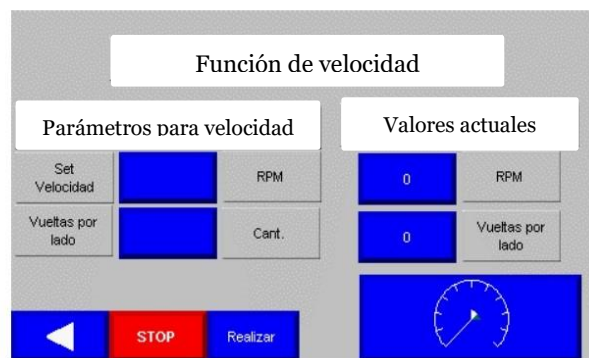 Función de velocidad
Parámetros para velocidad
Valores actuales
Set
Velocidad
RPM
0
RPM
Vueltas por
lado
Cant.
0
Vueltas por
lado
STOP
Realizar